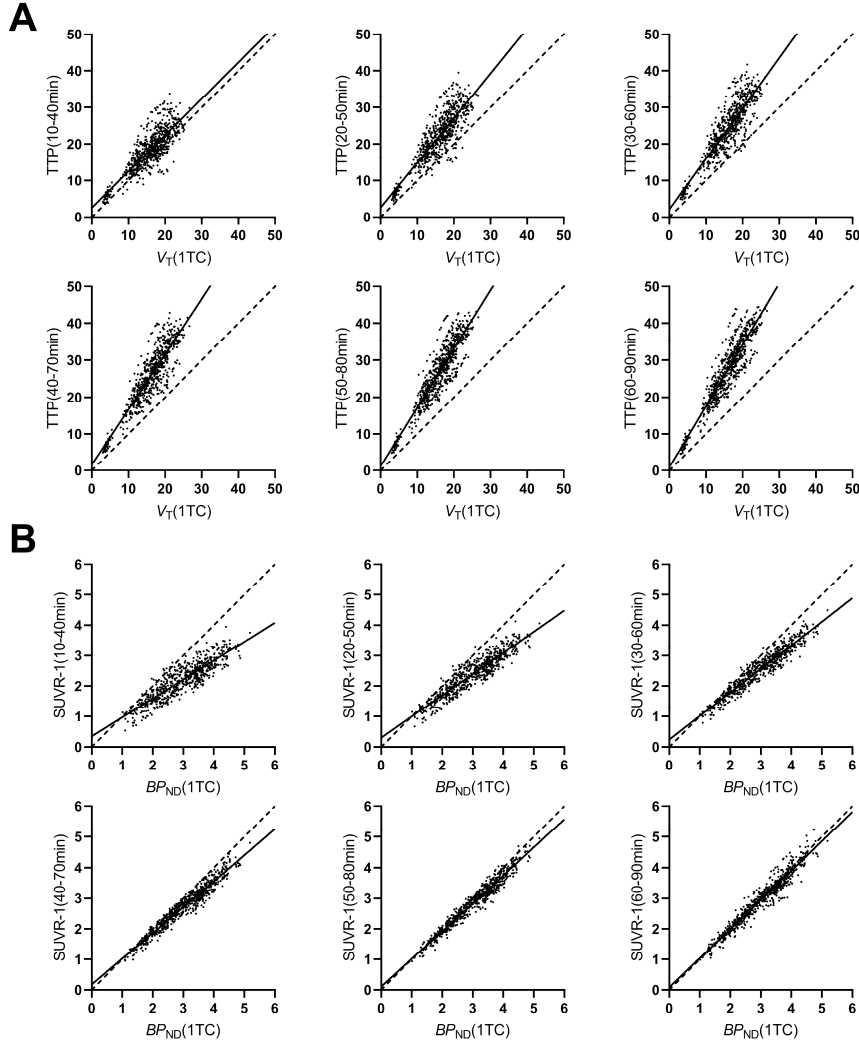 A
50 50 50
40 40 40
30 30 30
20 20 20
10 10 10
0 0 0
TTP(10-40min) TTP(20-50min) TTP(30-60min)
0 10 20 30 40 50 0 10 20 30 40 50 0 10 20 30 40 50
VT(1TC) VT(1TC) VT(1TC)
50 50 50
40 40 40
30 30 30
20 20 20
10 10 10
0 0 0
TTP(40-70min) TTP(50-80min) TTP(60-90min)
0 10 20 30 40 50 0 10 20 30 40 50 0 10 20 30 40 50
VT(1TC) VT(1TC) VT(1TC)
B
6 6 6
5 5 5
4 4 4
3 3 3
2 2 2
1 1 1
0 0 0
SUVR-1(10-40min) SUVR-1(20-50min) SUVR-1(30-60min)
0 1 2 3 4 5 6 0 1 2 3 4 5 6 0 1 2 3 4 5 6
BPND(1TC) BPND(1TC) BPND(1TC)
6 6 6
5 5 5
4 4 4
3 3 3
2 2 2
1 1 1
0 0 0
SUVR-1(40-70min) SUVR-1(50-80min) SUVR-1(60-90min)
0 1 2 3 4 5 6 0 1 2 3 4 5 6 0 1 2 3 4 5 6
BPND(1TC) BPND(1TC) BPND(1TC)